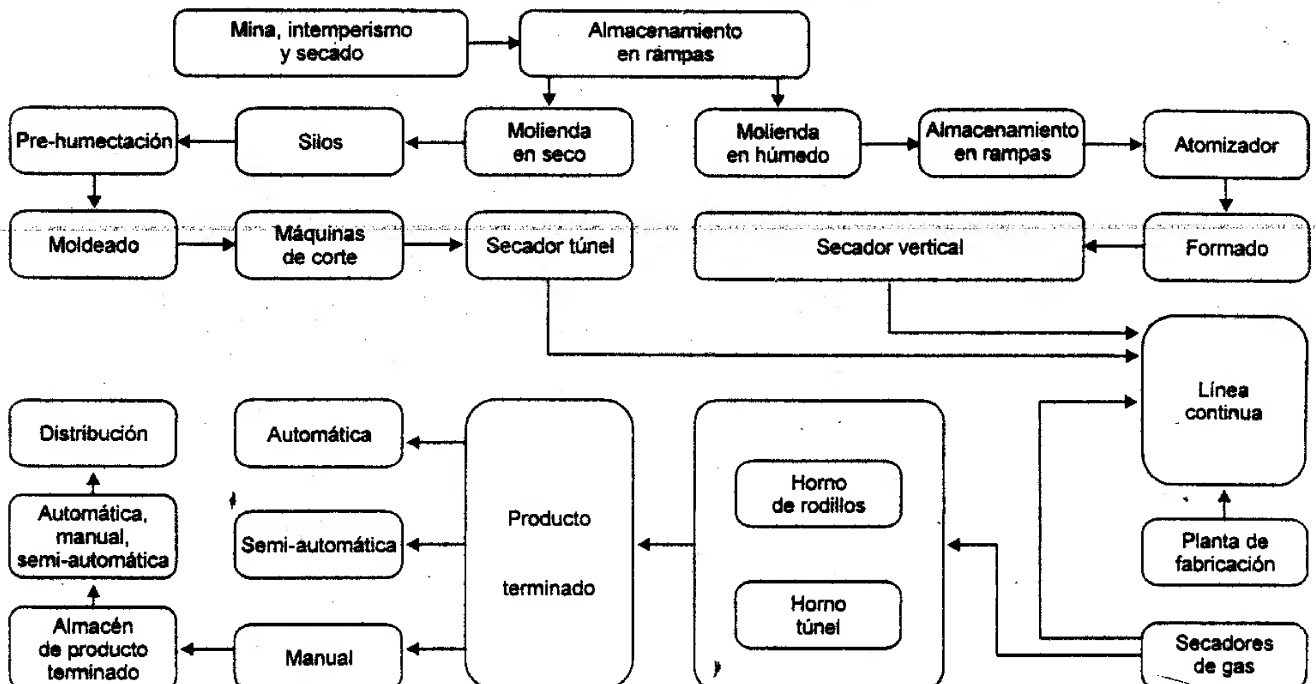 Mina, intemperismo
y secado
Almacenamiento
en rampas
Pre-humectación
Silos
Molienda
en seco
Molienda
en húmedo
Almacenamiento
en rampas
Atomizador
Moldeado
Máquinas
de corte
Secador túnel
Secador vertical
Formado
Línea
continua
Distribución
Automática
Horno
de rodillos
Automática,
manual,
semi-automática
Semi-automática
Producto
terminado
Planta de
fabricación
Horno
túnel
Almacén
de producto
terminado
Manual
Secadores
de gas